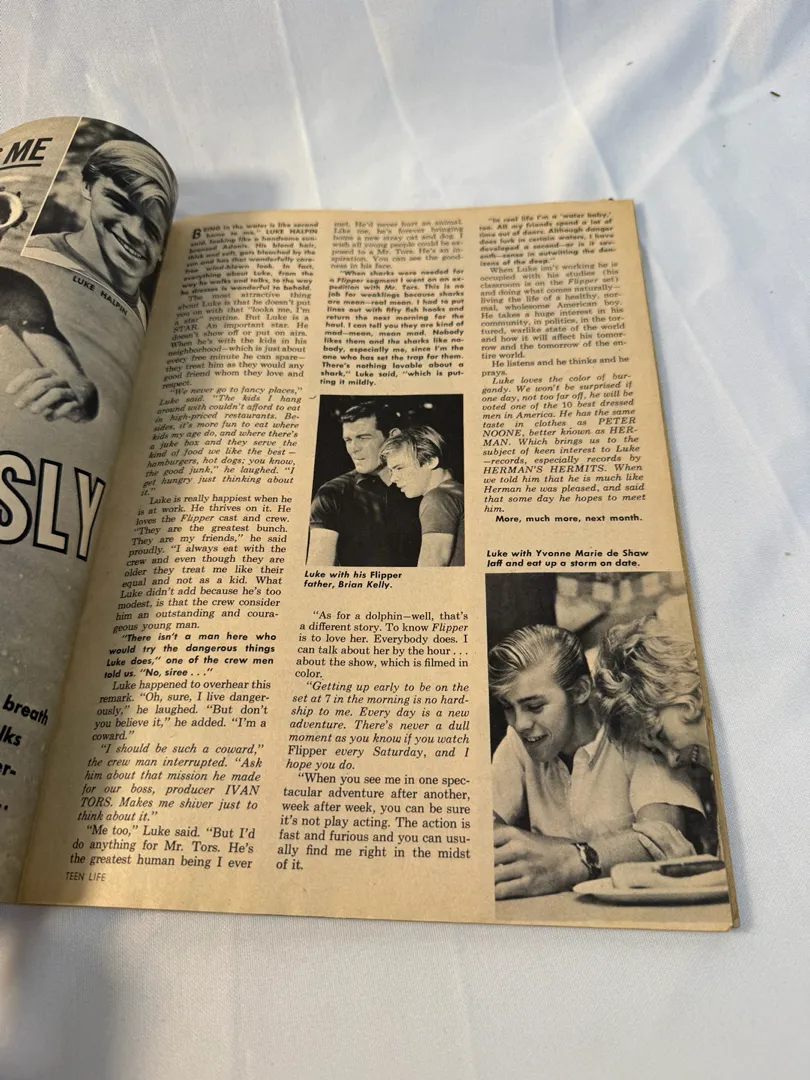 ME
LUKE HALPIN
SLY
breath
lks
er-
..
BEING in the water is like second
home to me," LUKE HALPIN
said, looking like a handsome sun-
bronzed Adonis. His blond hair,
thick and soft, gets bleached by the
sun and has that wonderfully care-
free wind-blown look. In fact,
everything about Luke, from the
way he walks and talks, to the way
he dresses is wonderful to behold.
The most attractive thing
about Luke is that he doesn't put
you on with that "looka me, I'm
a star" routine. But Luke is a
STAR. An important star. He
doesn't show off or put on airs.
When he's with the kids in his
neighborhood—which is just about
every free minute he can spare—
they treat him as they would any
good friend whom they love and
respect.
"We never go to fancy places,"
Luke said. "The kids I hang
around with couldn't afford to eat
in high-priced restaurants. Be-
sides, it's more fun to eat where
kids my age do, and where there's
a juke box and they serve the
kind of food we like the best—
hamburgers, hot dogs; you know,
the good junk," he laughed. "I
get hungry just thinking about
it."
Luke is really happiest when he
is at work. He thrives on it. He
loves the Flipper cast and crew.
"They are the greatest bunch.
They are my friends," he said
proudly. "I always eat with the
crew and even though they are
older they treat me like their
equal and not as a kid. What
Luke didn't add because he's too
modest, is that the crew consider
him an outstanding and coura-
geous young man.
"There isn't a man here who
would try the dangerous things
Luke does," one of the crew men
told us. "No, siree . . ."
Luke happened to overhear this
remark. "Oh, sure, I live danger-
ously," he laughed. "But don't
you believe it," he added. "I'm a
coward."
"I should be such a coward,"
the crew man interrupted. "Ask
him about that mission he made
for our boss, producer IVAN
TORS. Makes me shiver just to
think about it."
"Me too," Luke said. "But I'd
do anything for Mr. Tors. He's
the greatest human being I ever
TEEN LIFE
met. He'd never hurt an animal.
Like me, he's forever bringing
home a new stray cat and dog. I
wish all young people could be ex-
posed to a Mr. Tors. He's an in-
spiration. You can see the good-
ness in his face.
"When sharks were needed for
a Flipper segment I went on an ex-
pedition with Mr. Tors. This is no
job for weaklings because sharks
are mean—real mean. I had to put
lines out with fifty fish hooks and
return the next morning for the
haul. I can tell you they are kind of
mad—mean, mean mad. Nobody
likes them and the sharks like no-
body, especially me, since I'm the
one who has set the trap for them.
There's nothing lovable about a
shark," Luke said, "which is put-
ting it mildly.
Luke with his Flipper
father, Brian Kelly.
"As for a dolphin—well, that's
a different story. To know Flipper
is to love her. Everybody does. I
can talk about her by the hour . . .
about the show, which is filmed in
color.
"Getting up early to be on the
set at 7 in the morning is no hard-
ship to me. Every day is a new
adventure. There's never a dull
moment as you know if you watch
Flipper every Saturday, and I
hope you do.
"When you see me in one spec-
tacular adventure after another,
week after week, you can be sure
it's not play acting. The action is
fast and furious and you can usu-
ally find me right in the midst
of it.
"In real life I'm a 'water baby,'
too. All my friends spend a lot of
time out of doors. Although danger
does lurk in certain waters, I have
developed a second—or is it sev-
enth—sense in outwitting the den-
izens of the deep."
When Luke isn't working he is
occupied with his studies (his
classroom is on the Flipper set)
and doing what comes naturally—
living the life of a healthy, nor-
mal, wholesome American boy.
He takes a huge interest in his
community, in politics, in the tor-
tured, warlike state of the world
and how it will affect his tomor-
row and the tomorrow of the en-
tire world.
He listens and he thinks and he
prays.
Luke loves the color of bur-
gandy. We won't be surprised if
one day, not too far off, he will be
voted one of the 10 best dressed
men in America. He has the same
taste in clothes as PETER
NOONE, better known as HER-
MAN. Which brings us to the
subject of keen interest to Luke
—records, especially records by
HERMAN'S HERMITS. When
we told him that he is much like
Herman he was pleased, and said
that some day he hopes to meet
him.
More, much more, next month.
Luke with Yvonne Marie de Shaw
laff and eat up a storm on date.